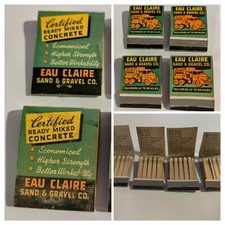 Certified
READY MIXED
CONCRETE
• Economical
• Higher Strength
• Better Workability
EAU CLAIRE
SAND & GRAVEL CO.
EAU CLAIRE
SAND & GRAVEL CO.
EAU CLAIRE
SAND & GRAVEL CO.
EAU CLAIRE
SAND & GRAVEL CO.
EAU CLAIRE
SAND & GRAVEL CO.
Certified
READY MIXED
CONCRETE
• Economical
• Higher Strength
• Better Workability
EAU CLAIRE
SAND & GRAVEL CO.